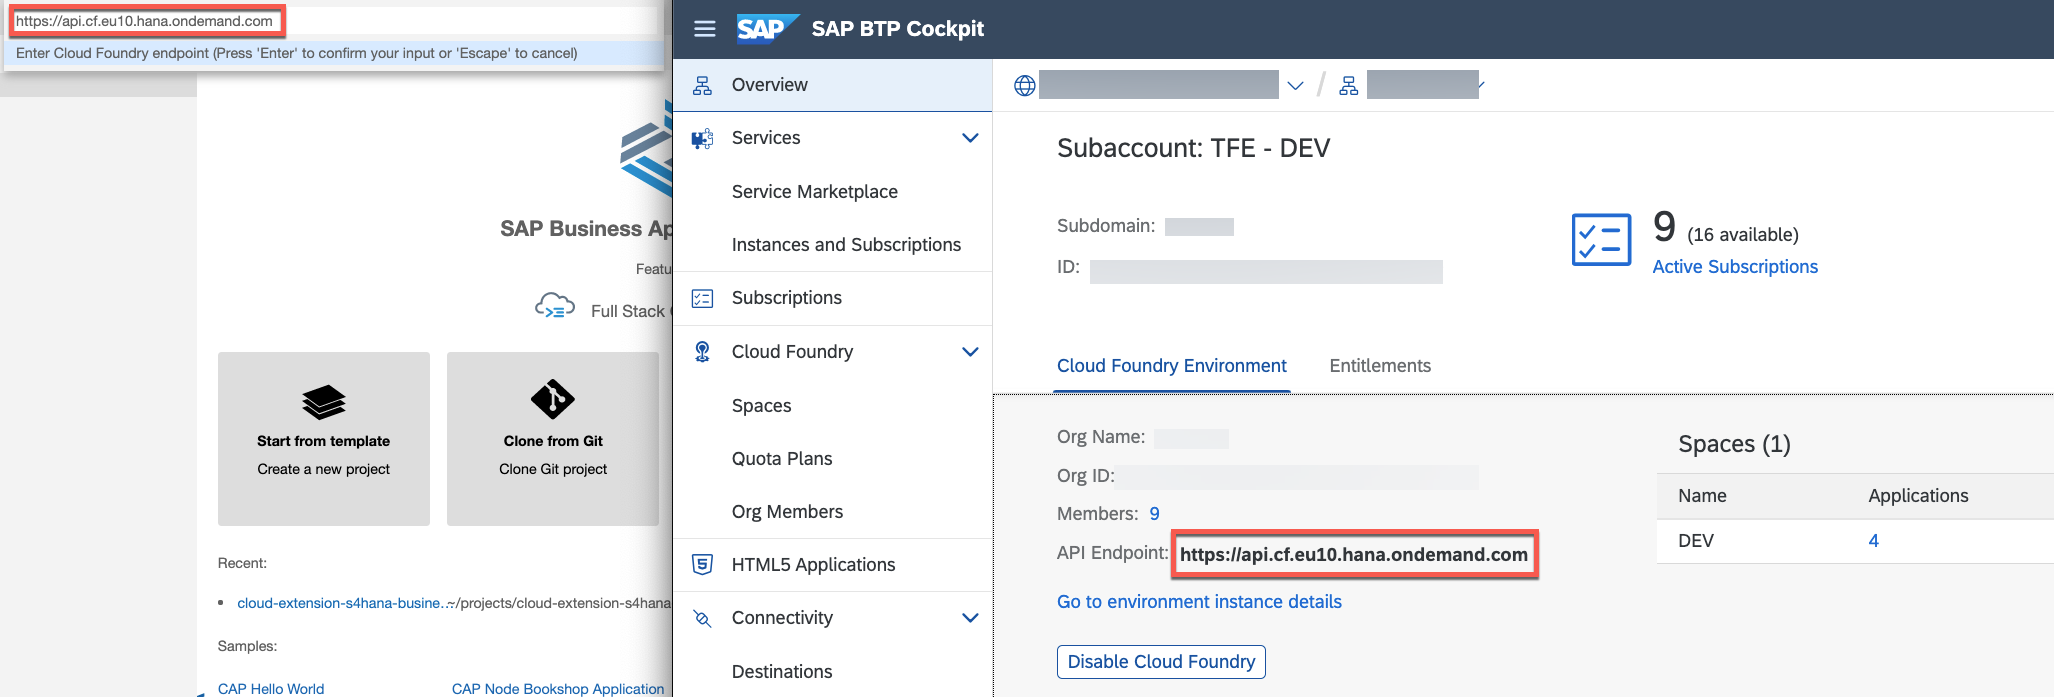 https://api.cf.eu10.hana.ondemand.com
Enter Cloud Foundry endpoint (Press 'Enter' to confirm your input or 'Escape' to cancel)
SAP Business Ap
Featu
Full Stack
Start from template
Create a new project
Clone from Git
Clone Git project
Recent:
• cloud-extension-s4hana-busine...~/projects/cloud-extension-s4hana
Samples:
CAP Hello World
CAP Node Bookshop Application
SAP SAP BTP Cockpit
Overview
Services
Service Marketplace
Instances and Subscriptions
Subscriptions
Cloud Foundry
Spaces
Quota Plans
Org Members
HTML5 Applications
Connectivity
Destinations
/
Subaccount: TFE - DEV
Subdomain:
ID:
9 (16 available)
Active Subscriptions
Cloud Foundry Environment
Entitlements
Org Name:
Org ID:
Members: 9
API Endpoint: https://api.cf.eu10.hana.ondemand.com
Go to environment instance details
Disable Cloud Foundry
Spaces (1)
Name Applications
DEV 4